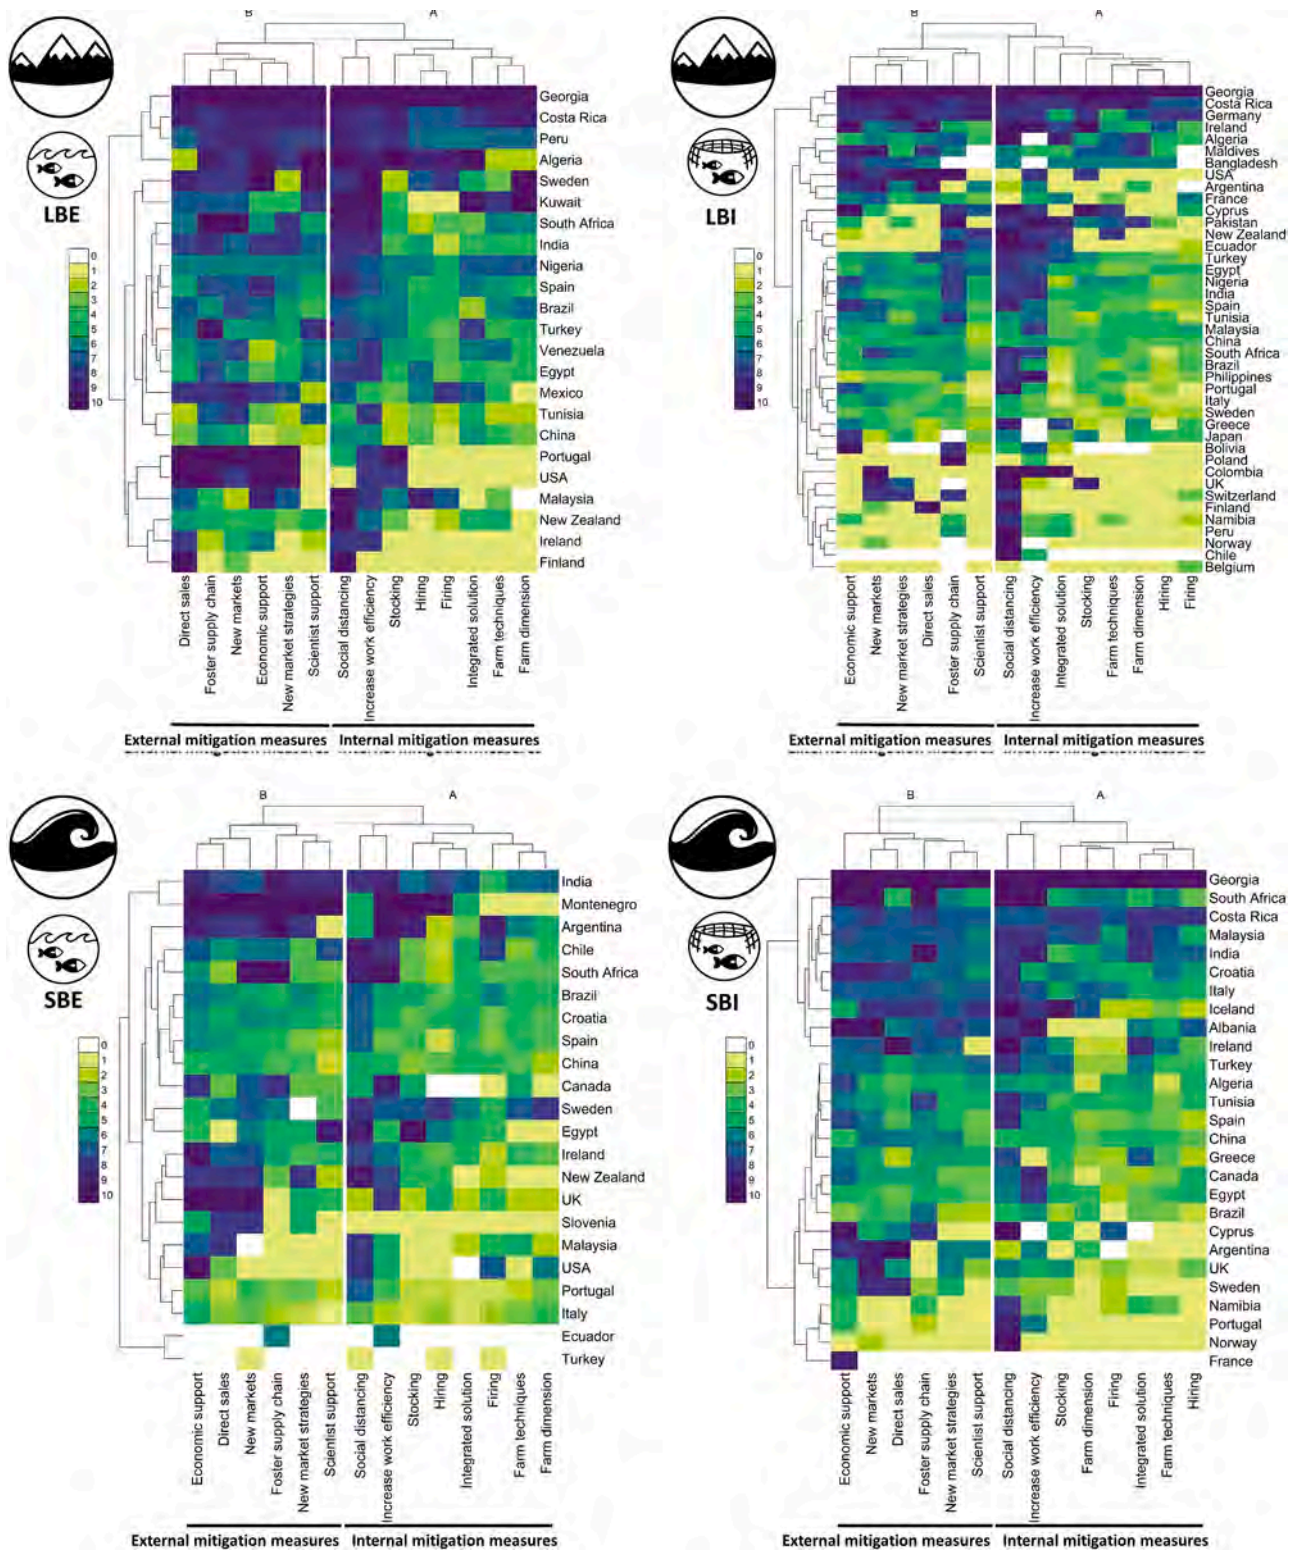 B A
LBE
0
1
2
3
4
5
6
7
8
9
10
Georgia
Costa Rica
Peru
Algeria
Sweden
Kuwait
South Africa
India
Nigeria
Spain
Brazil
Turkey
Venezuela
Egypt
Mexico
Tunisia
China
Portugal
USA
Malaysia
New Zealand
Ireland
Finland
Direct sales
Foster supply chain
New markets
Economic support
New market strategies
Scientist support
Social distancing
Increase work efficiency
Stocking
Hiring
Firing
Integrated solution
Farm techniques
Farm dimension
External mitigation measures Internal mitigation measures
B A
LBI
0
1
2
3
4
5
6
7
8
9
10
Georgia
Costa Rica
Germany
Ireland
Algeria
Maldives
Bangladesh
USA
Argentina
France
Cyprus
Pakistan
New Zealand
Ecuador
Turkey
Egypt
Nigeria
India
Spain
Tunisia
Malaysia
China
South Africa
Brazil
Philippines
Portugal
Italy
Sweden
Greece
Japan
Bolivia
Poland
Colombia
UK
Switzerland
Finland
Namibia
Peru
Norway
Chile
Belgium
Economic support
New markets
New market strategies
Direct sales
Foster supply chain
Scientist support
Social distancing
Increase work efficiency
Integrated solution
Stocking
Farm techniques
Farm dimension
Hiring
Firing
External mitigation measures Internal mitigation measures
B A
SBE
0
1
2
3
4
5
6
7
8
9
10
India
Montenegro
Argentina
Chile
South Africa
Brazil
Croatia
Spain
China
Canada
Sweden
Egypt
Ireland
New Zealand
UK
Slovenia
Malaysia
USA
Portugal
Italy
Ecuador
Turkey
Economic support
Direct sales
New markets
Foster supply chain
New market strategies
Scientist support
Social distancing
Increase work efficiency
Stocking
Hiring
Integrated solution
Firing
Farm techniques
Farm dimension
External mitigation measures Internal mitigation measures
B A
SBI
0
1
2
3
4
5
6
7
8
9
10
Georgia
South Africa
Costa Rica
Malaysia
India
Croatia
Italy
Iceland
Albania
Ireland
Turkey
Algeria
Tunisia
Spain
China
Greece
Canada
Egypt
Brazil
Cyprus
Argentina
UK
Sweden
Namibia
Portugal
Norway
France
Economic support
New markets
Direct sales
Foster supply chain
New market strategies
Scientist support
Social distancing
Increase work efficiency
Stocking
Farm dimension
Firing
Integrated solution
Farm techniques
Hiring
External mitigation measures Internal mitigation measures